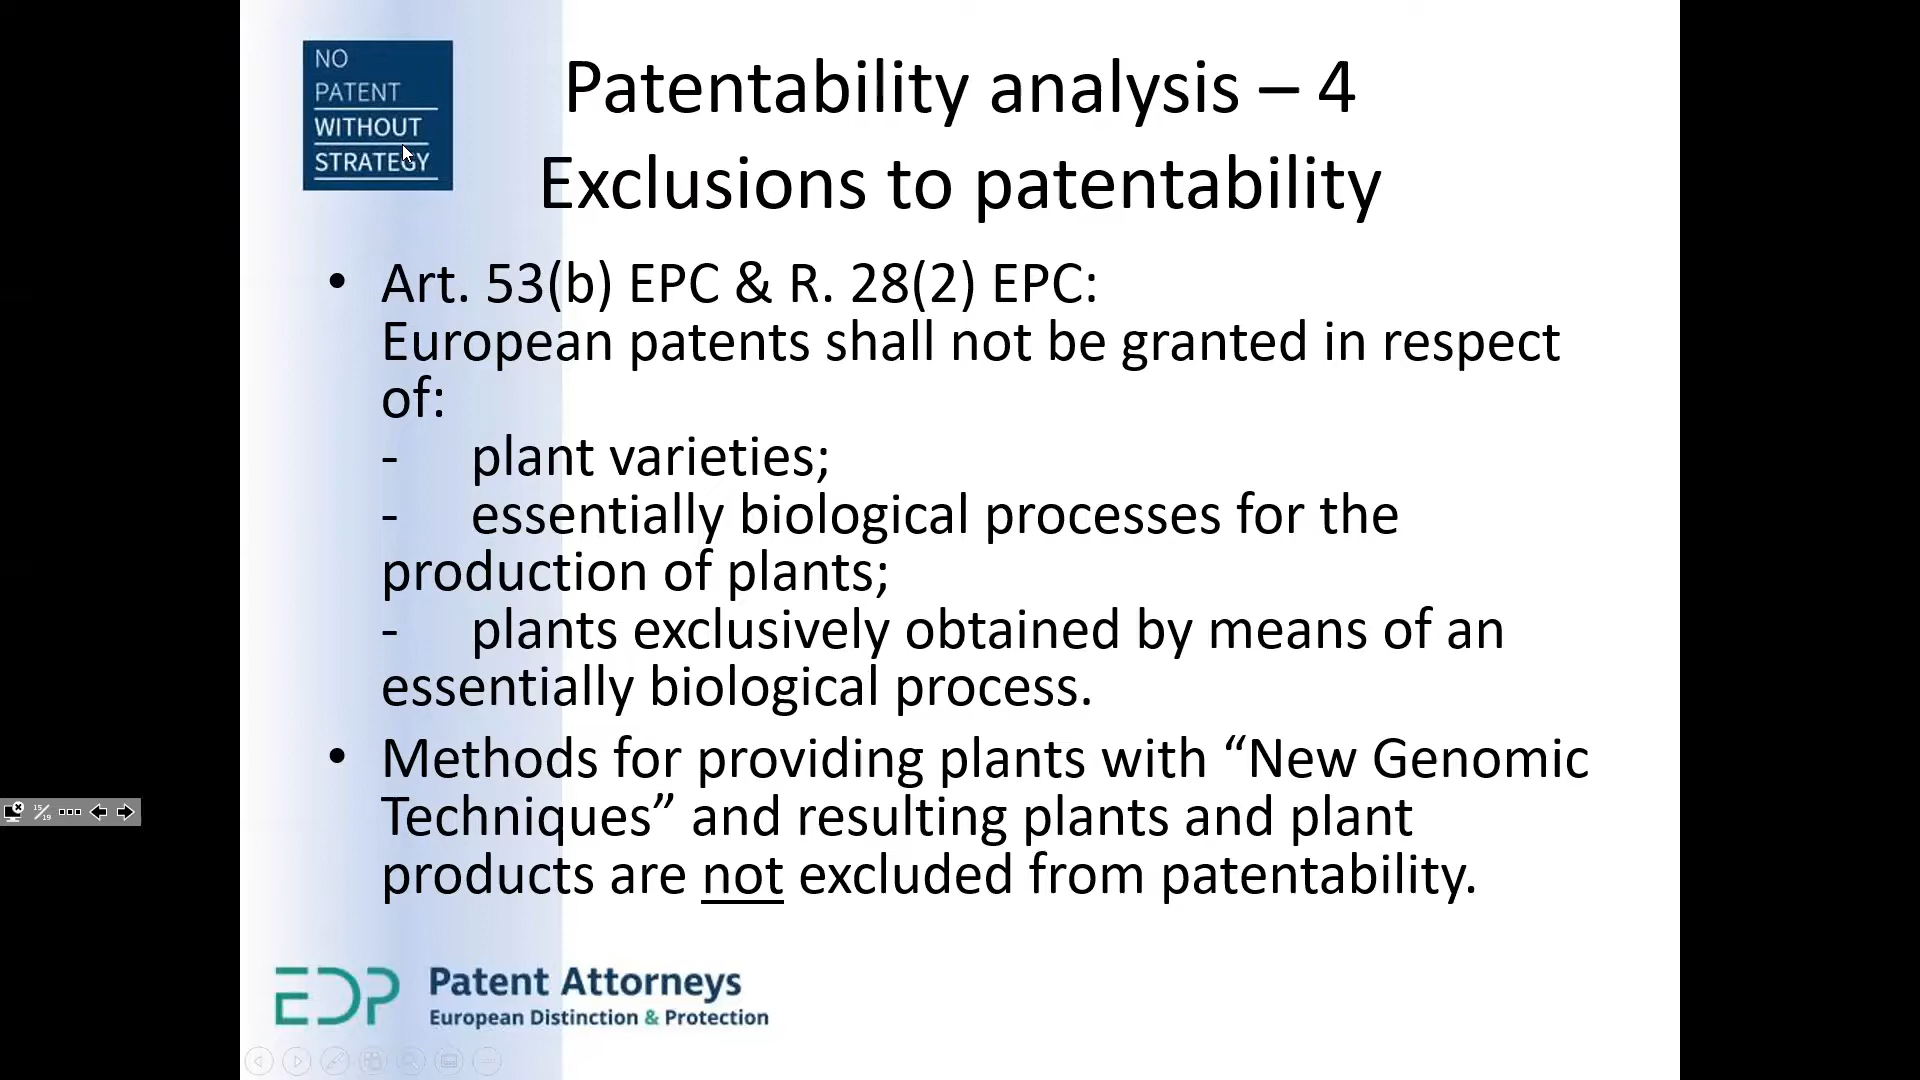 NO
PATENT
WITHOUT
STRATEGY
Patentability analysis – 4
Exclusions to patentability
• Art. 53(b) EPC & R. 28(2) EPC:
European patents shall not be granted in respect
of:
- plant varieties;
- essentially biological processes for the
production of plants;
- plants exclusively obtained by means of an
essentially biological process.
• Methods for providing plants with “New Genomic
Techniques” and resulting plants and plant
products are not excluded from patentability.
15/19
EDP Patent Attorneys
European Distinction & Protection